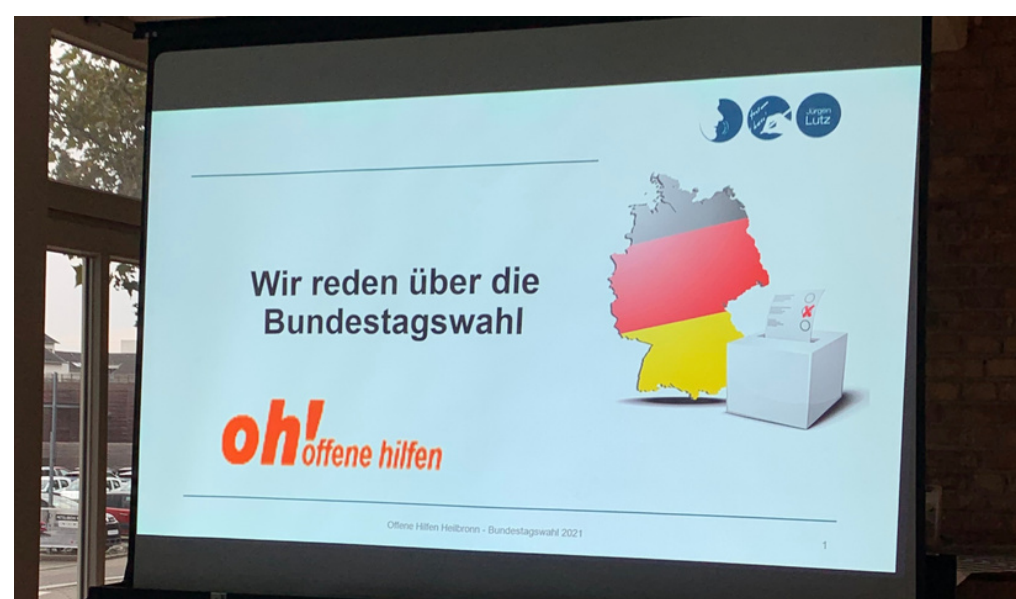 Jürgen
Lutz
Wir reden über die
Bundestagswahl
oh!
offene hilfen
Offene Hilfen Heilbronn - Bundestagswahl 2021
1